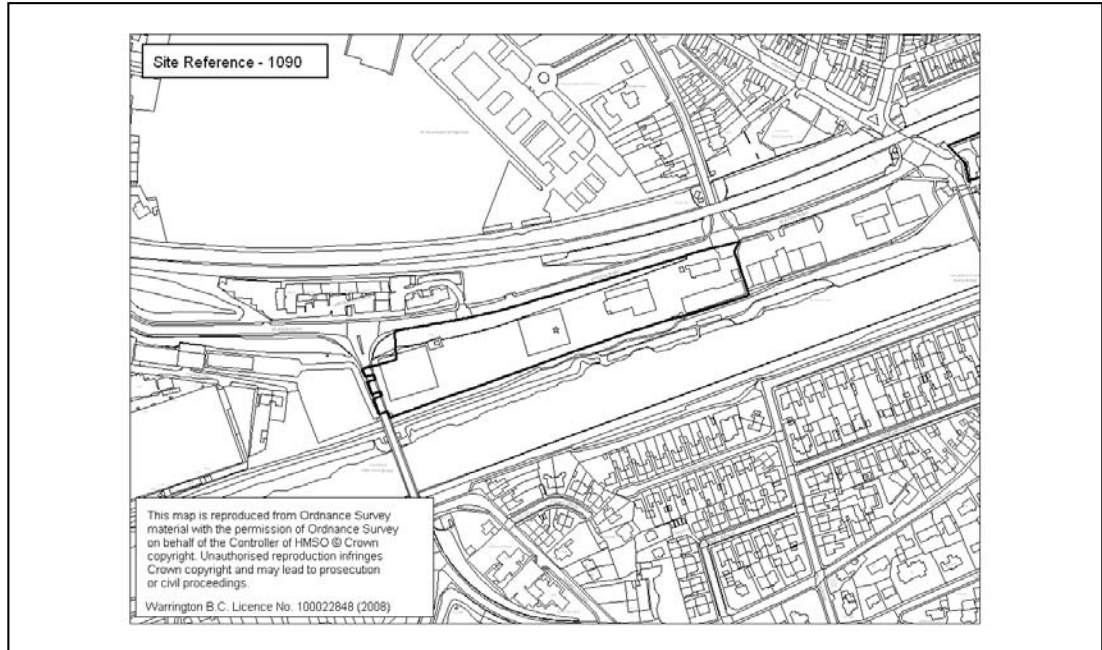 Site Reference - 1090
This map is reproduced from Ordnance Survey
material with the permission of Ordnance Survey
on behalf of the Controller of HMSO © Crown
copyright. Unauthorised reproduction infringes
Crown copyright and may lead to prosecution
or civil proceedings.
Warrington B.C. Licence No. 100022848 (2008)